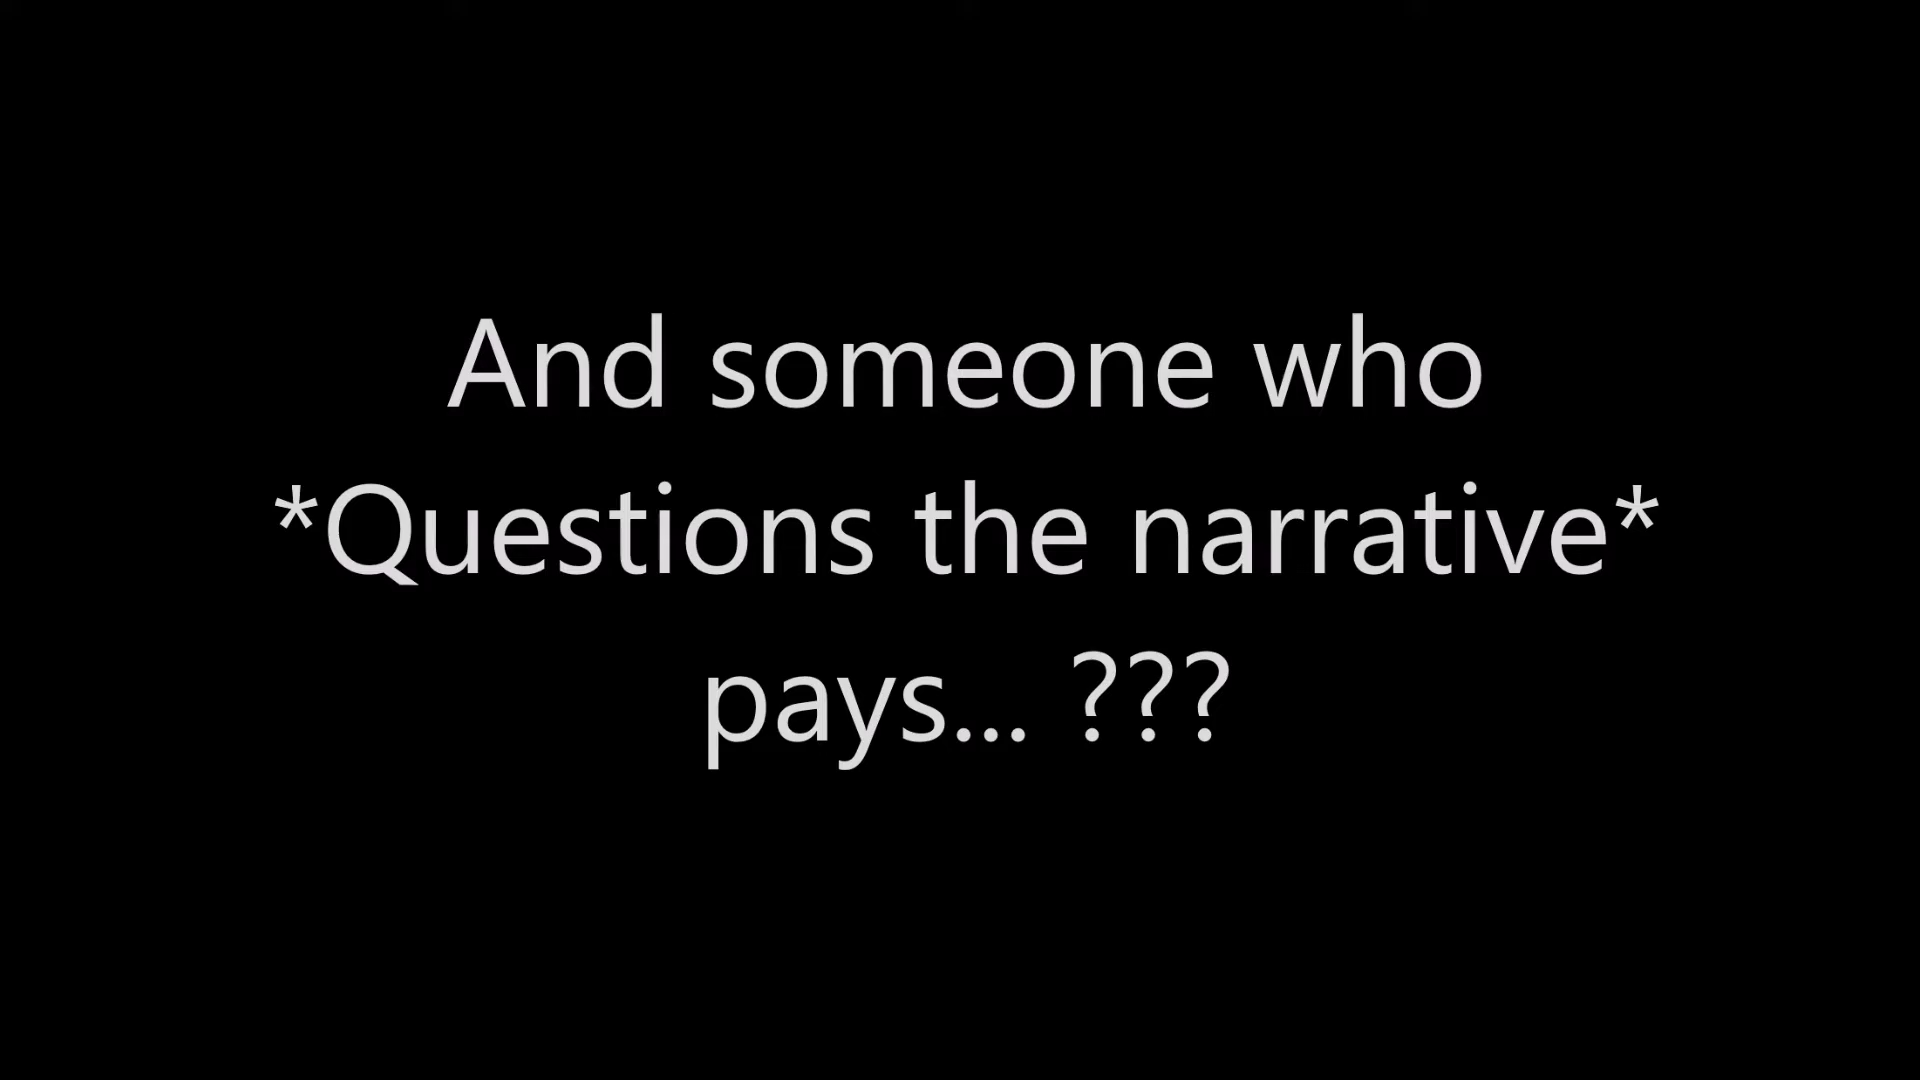 And someone who
*Questions the narrative*
pays... ???